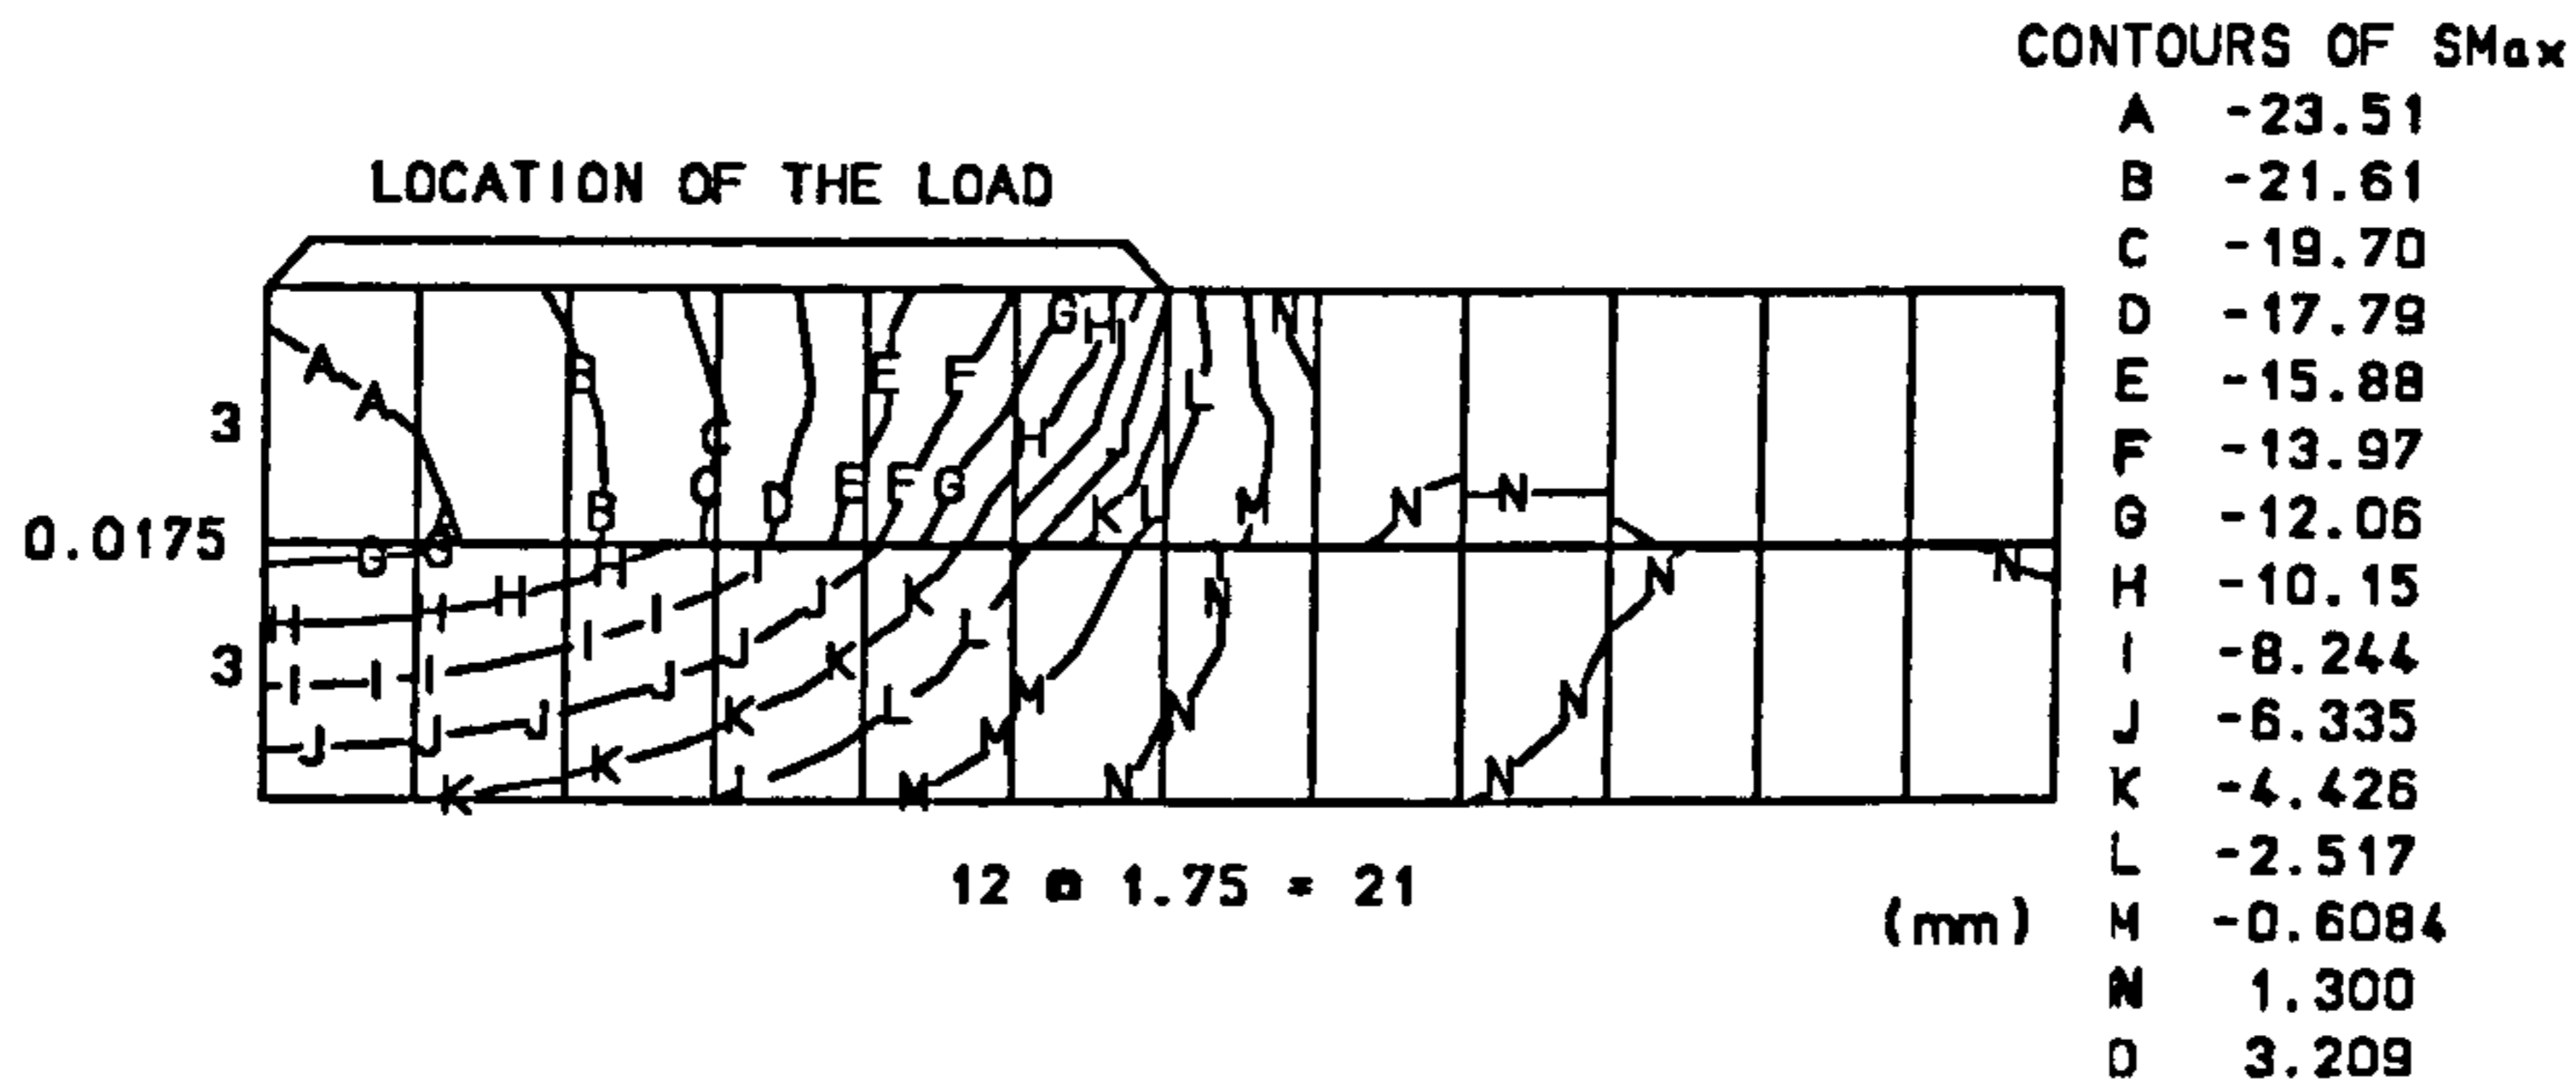 CONTOURS OF SMax
A -23.51
B -21.61
C -19.70
D -17.79
E -15.88
F -13.97
G -12.06
H -10.15
I -8.244
J -6.335
K -4.426
L -2.517
M -0.6084
N 1.300
O 3.209
LOCATION OF THE LOAD
G H I N
A B E F L
A C H J
B C D E F G K L M N N
3
0.0175
G G H H I J K N N N
H H I I J K L
3
I I I J K L M N N
J J J K K L M M N N
K
12 @ 1.75 = 21
(mm)